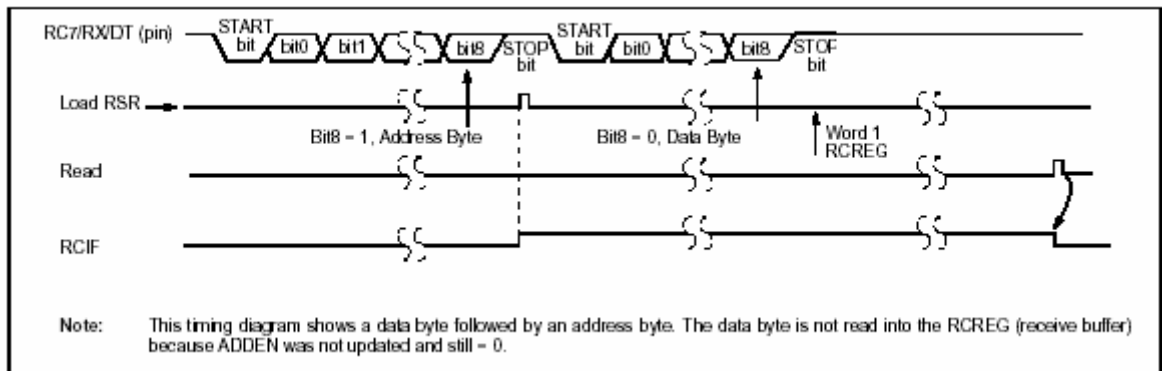 RC7/RX/DT (pin)
START bit
bit0
bit1
bit8
STOP bit
START bit
bit0
bit8
STOP bit
Load RSR
Bit8 = 1, Address Byte
Bit8 = 0, Data Byte
Word 1
RCREG
Read
RCIF
Note: This timing diagram shows a data byte followed by an address byte. The data byte is not read into the RCREG (receive buffer)
because ADDEN was not updated and still = 0.